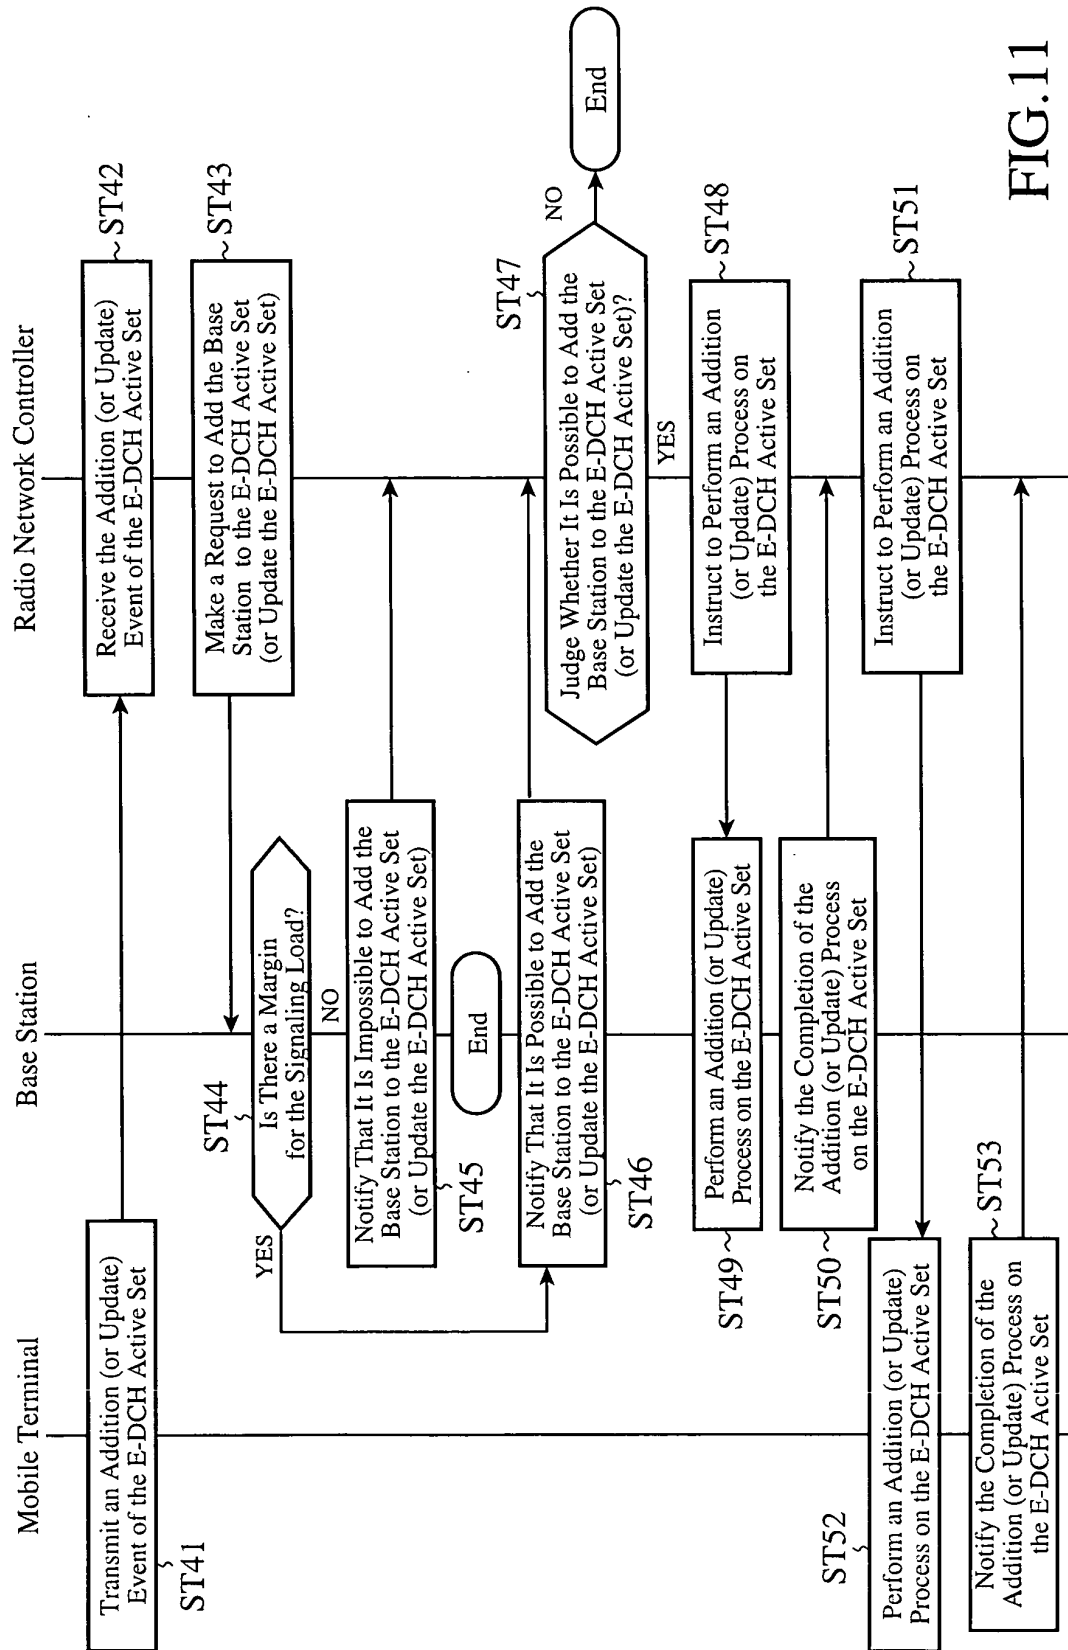 Mobile Terminal
Base Station
Radio Network Controller
Transmit an Addition (or Update)
Event of the E-DCH Active Set
ST41
Receive the Addition (or Update)
Event of the E-DCH Active Set
ST42
Make a Request to Add the Base
Station to the E-DCH Active Set
(or Update the E-DCH Active Set)
ST43
ST44
Is There a Margin
for the Signaling Load?
YES
NO
Notify That It Is Impossible to Add the
Base Station to the E-DCH Active Set
(or Update the E-DCH Active Set)
ST45
End
Notify That It Is Possible to Add the
Base Station to the E-DCH Active Set
(or Update the E-DCH Active Set)
ST46
ST47
Judge Whether It Is Possible to Add the
Base Station to the E-DCH Active Set
(or Update the E-DCH Active Set)?
NO
End
YES
Instruct to Perform an Addition
(or Update) Process on
the E-DCH Active Set
ST48
ST49
Perform an Addition (or Update)
Process on the E-DCH Active Set
ST50
Notify the Completion of the
Addition (or Update) Process
on the E-DCH Active Set
Instruct to Perform an Addition
(or Update) Process on
the E-DCH Active Set
ST51
ST52
Perform an Addition (or Update)
Process on the E-DCH Active Set
Notify the Completion of the
Addition (or Update) Process on
the E-DCH Active Set
ST53
FIG.11